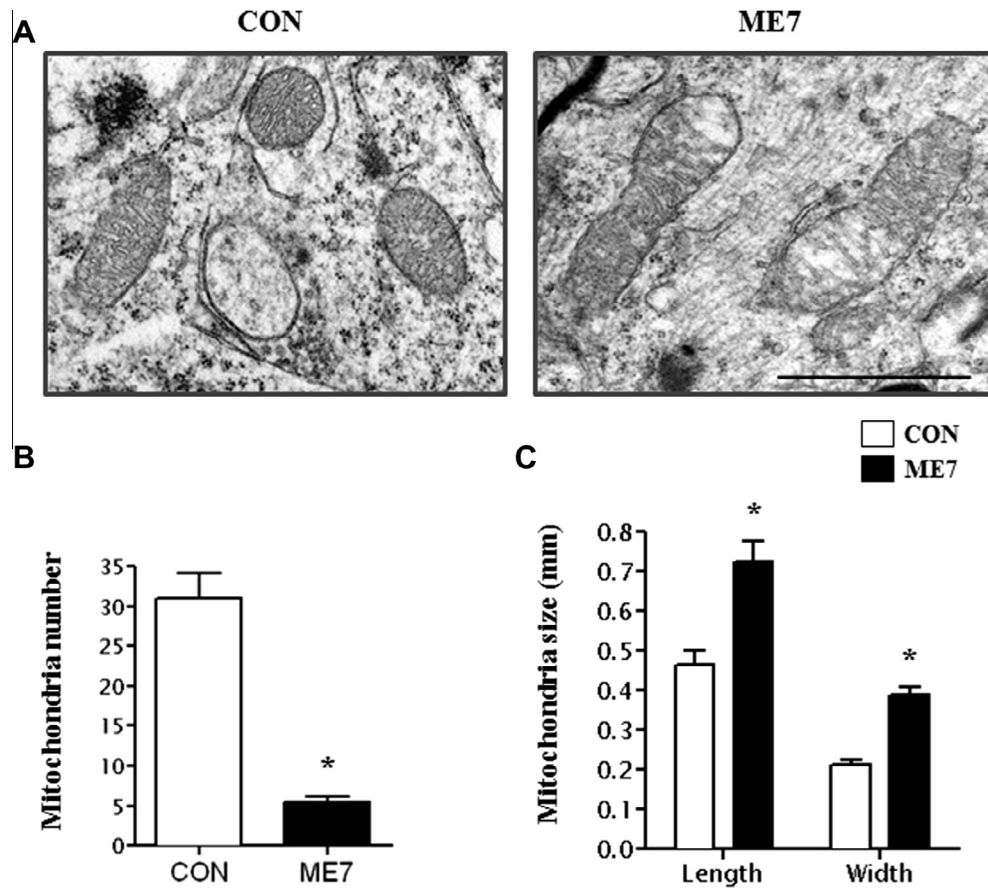 A
CON
ME7
CON
ME7
B
Mitochondria number
35
30
25
20
15
10
5
0
*
CON
ME7
C
Mitochondria size (mm)
0.8
0.7
0.6
0.5
0.4
0.3
0.2
0.1
0.0
*
*
Length
Width